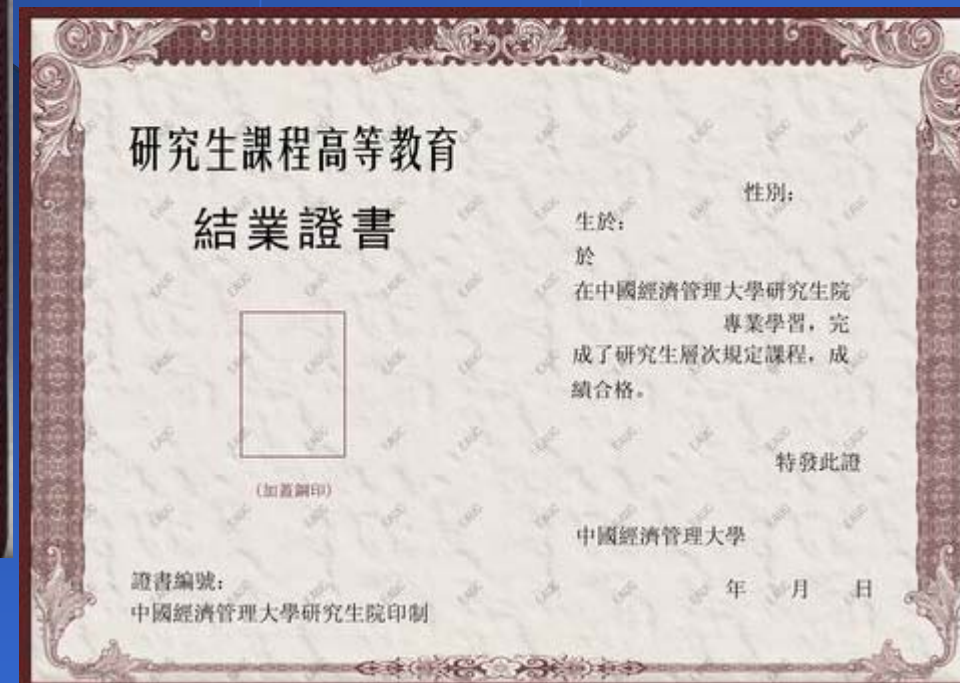 研究生課程高等教育
結業證書
(加蓋鋼印)
證書編號:
中國經濟管理大學研究生院印制
性別:
生於:
於
在中國經濟管理大學研究生院
專業學習，完
成了研究生層次規定課程，成
績合格。
特發此證
中國經濟管理大學
年 月 日